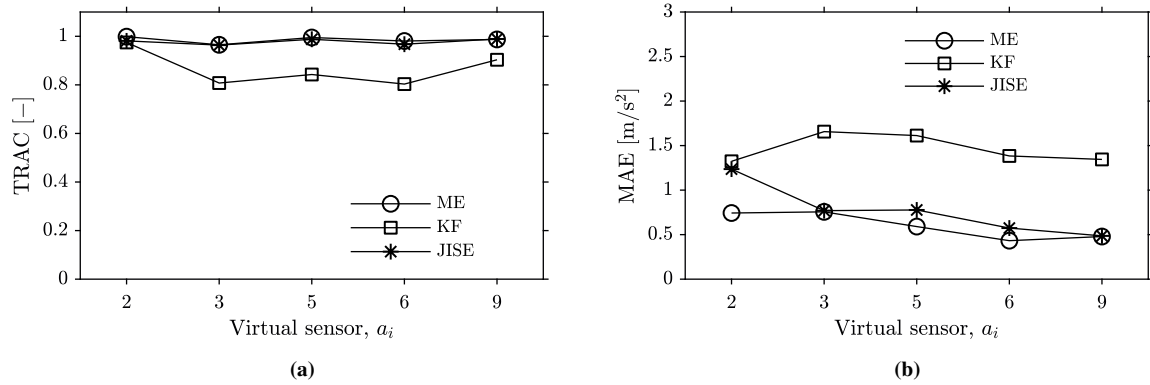 1
0.8
0.6
0.4
0.2
0
TRAC [−]
ME
KF
JISE
2 3 5 6 9
Virtual sensor, aᵢ
(a)
3
2.5
2
1.5
1
0.5
0
MAE [m/s²]
ME
KF
JISE
2 3 5 6 9
Virtual sensor, aᵢ
(b)